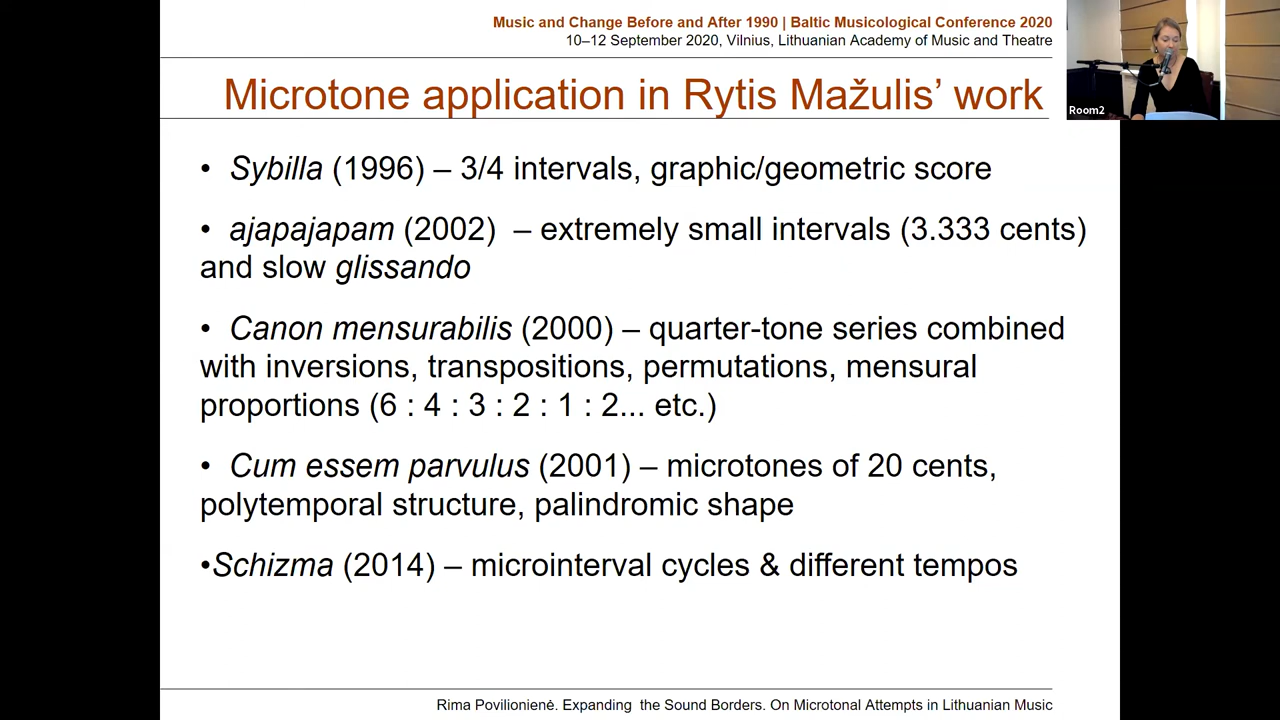 Music and Change Before and After 1990 | Baltic Musicological Conference 2020
10–12 September 2020, Vilnius, Lithuanian Academy of Music and Theatre
Room2
Microtone application in Rytis Mažulis’ work
• Sybilla (1996) – 3/4 intervals, graphic/geometric score
• ajapajapam (2002) – extremely small intervals (3.333 cents)
and slow glissando
• Canon mensurabilis (2000) – quarter-tone series combined
with inversions, transpositions, permutations, mensural
proportions (6 : 4 : 3 : 2 : 1 : 2... etc.)
• Cum essem parvulus (2001) – microtones of 20 cents,
polytemporal structure, palindromic shape
•Schizma (2014) – microinterval cycles & different tempos
Rima Povilionienė. Expanding the Sound Borders. On Microtonal Attempts in Lithuanian Music